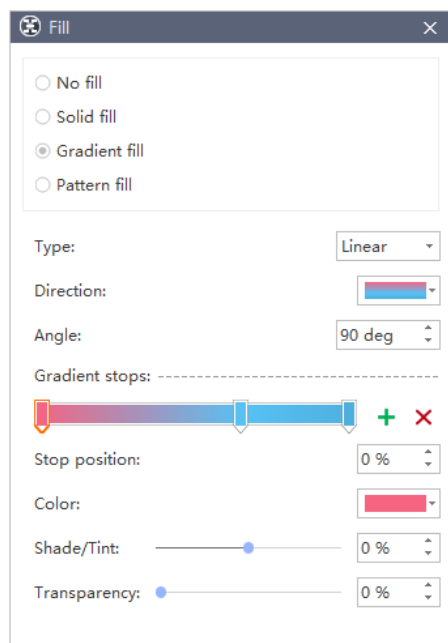 Fill
No fill
Solid fill
Gradient fill
Pattern fill
Type: Linear
Direction:
Angle: 90 deg
Gradient stops:
Stop position: 0 %
Color:
Shade/Tint: 0 %
Transparency: 0 %